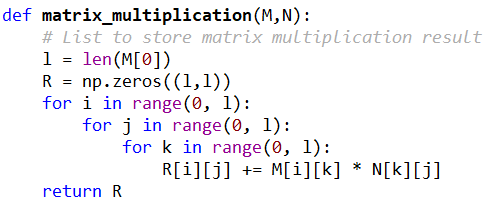 def matrix_multiplication(M,N):
    # List to store matrix multiplication result
    l = len(M[0])
    R = np.zeros((l,l))
    for i in range(0, l):
        for j in range(0, l):
            for k in range(0, l):
                R[i][j] += M[i][k] * N[k][j]
    return R